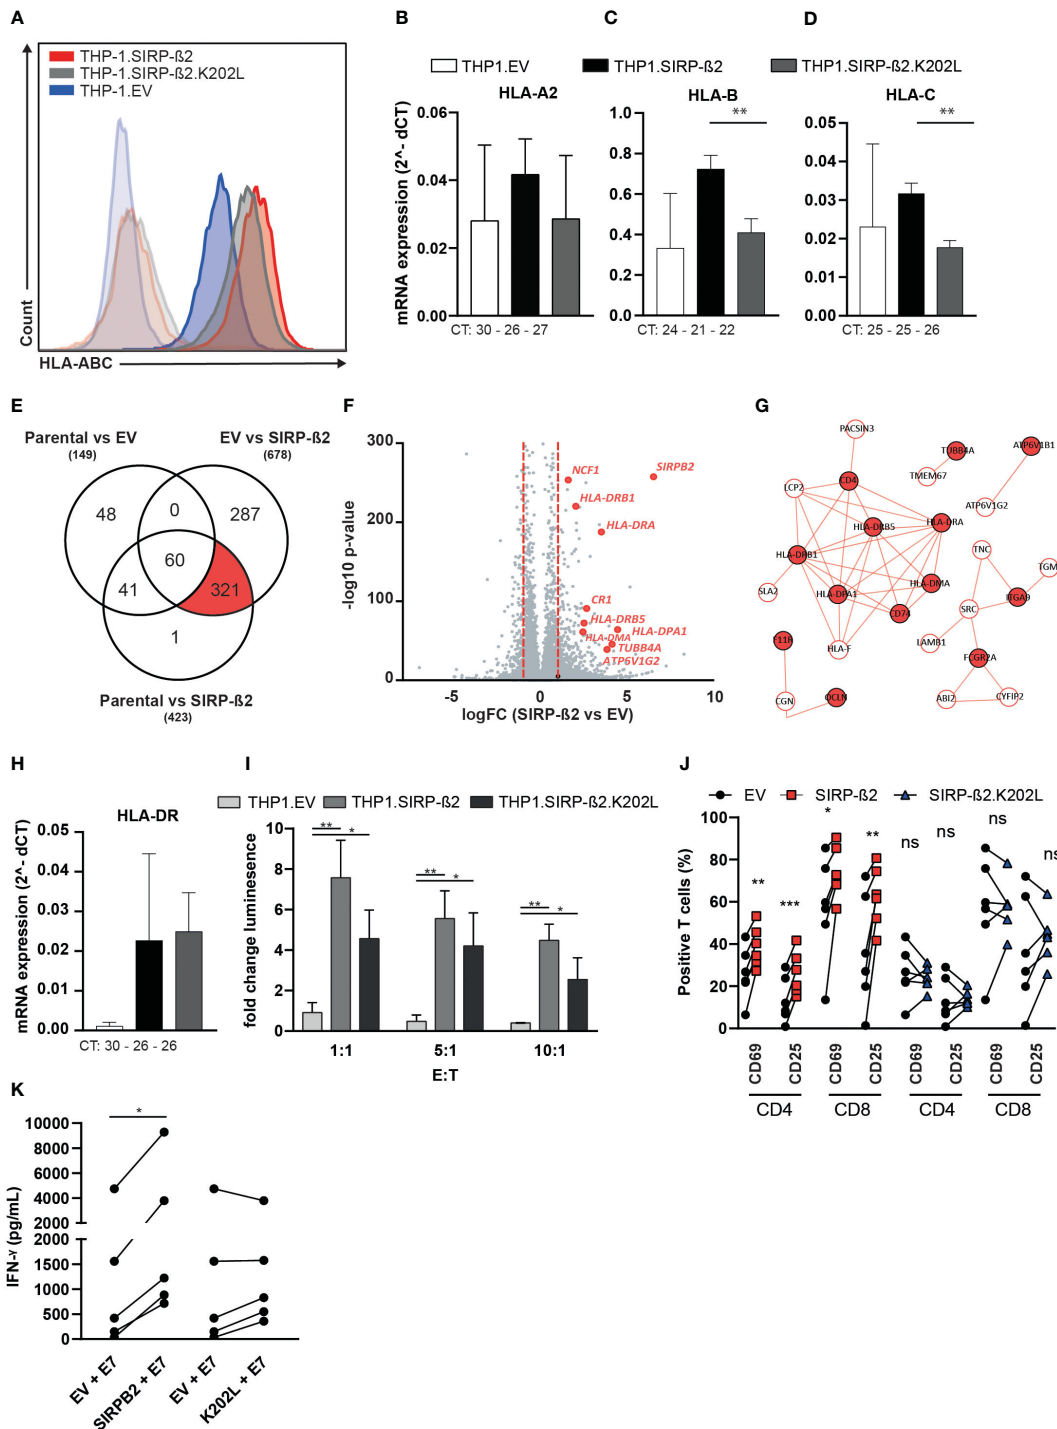 A
THP-1.SIRP-ß2
THP-1.SIRP-ß2.K202L
THP-1.EV
Count
HLA-ABC
B
C
D
THP1.EV
THP1.SIRP-ß2
THP1.SIRP-ß2.K202L
HLA-A2
mRNA expression (2^- dCT)
0.06
0.04
0.02
0.00
CT: 30 - 26 - 27
HLA-B
**
1.0
0.8
0.6
0.4
0.2
0.0
CT: 24 - 21 - 22
HLA-C
**
0.05
0.04
0.03
0.02
0.01
0.00
CT: 25 - 25 - 26
E
Parental vs EV
(149)
EV vs SIRP-ß2
(678)
48
0
287
60
41
321
1
Parental vs SIRP-ß2
(423)
F
-log10 p-value
300
200
100
0
NCF1
SIRPB2
HLA-DRB1
HLA-DRA
CR1
HLA-DRB5
HLA-DPA1
HLA-DMA
TUBB4A
ATP6V1G2
-5
0
5
10
logFC (SIRP-ß2 vs EV)
G
PACSIN3
TUBB4A
ATP6V1B1
TMEM67
CD4
LCP2
ATP6V1G2
HLA-DRB5
HLA-DRA
HLA-DRB1
TNC
TGM
HLA-DMA
SLA2
HLA-DPA1
ITGA9
CD74
SRC
F11R
HLA-F
LAMB1
FCGR2A
CGN
OCLN
ABI2
CYFIP2
H
HLA-DR
mRNA expression (2^- dCT)
0.05
0.04
0.03
0.02
0.01
0.00
CT: 30 - 26 - 26
I
THP1.EV
THP1.SIRP-ß2
THP1.SIRP-ß2.K202L
fold change luminesence
10
8
6
4
2
0
**
*
**
*
**
*
1:1
5:1
10:1
E:T
J
EV
SIRP-ß2
SIRP-ß2.K202L
Positive T cells (%)
100
80
60
40
20
0
**
***
*
**
ns
ns
ns
ns
CD69
CD25
CD69
CD25
CD69
CD25
CD69
CD25
CD4
CD8
CD4
CD8
K
IFN-γ (pg/mL)
10000
8000
6000
4000
2000
2000
1500
1000
500
0
*
EV + E7
SIRPB2 + E7
EV + E7
K202L + E7